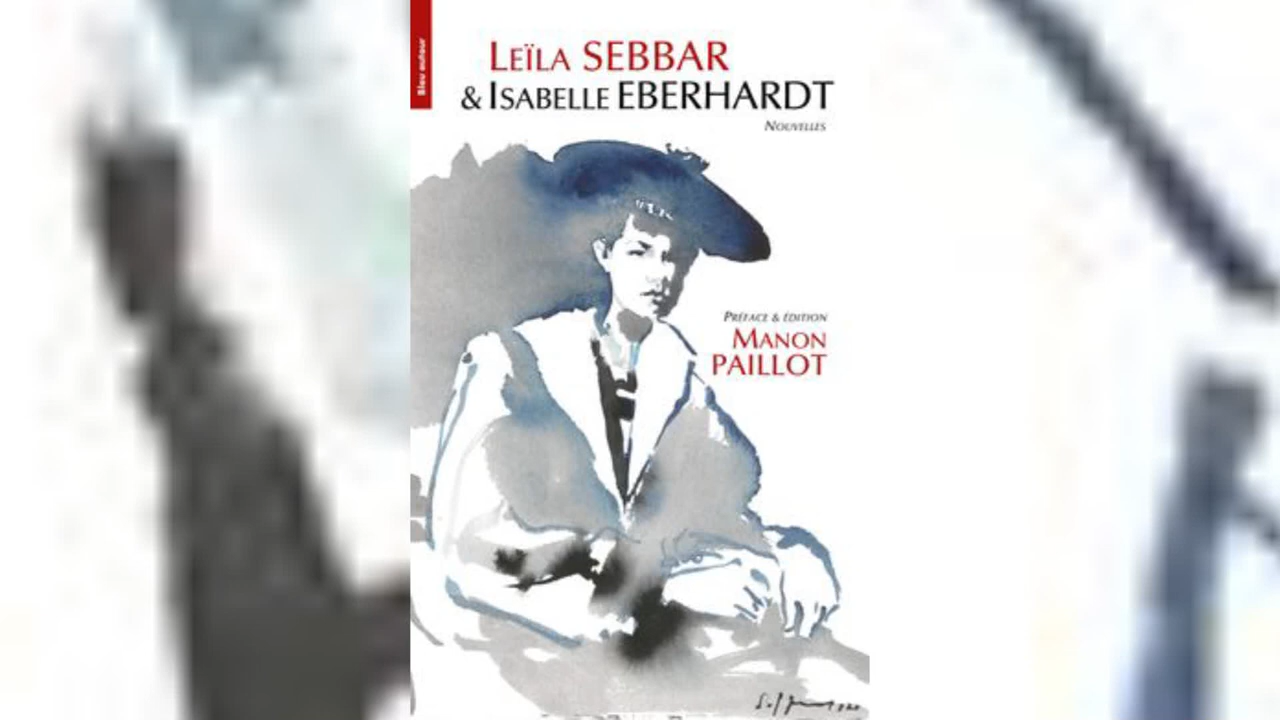 Bleu autour
LEÏLA SEBBAR
& ISABELLE EBERHARDT
NOUVELLES
PRÉFACE & ÉDITION
MANON
PAILLOT